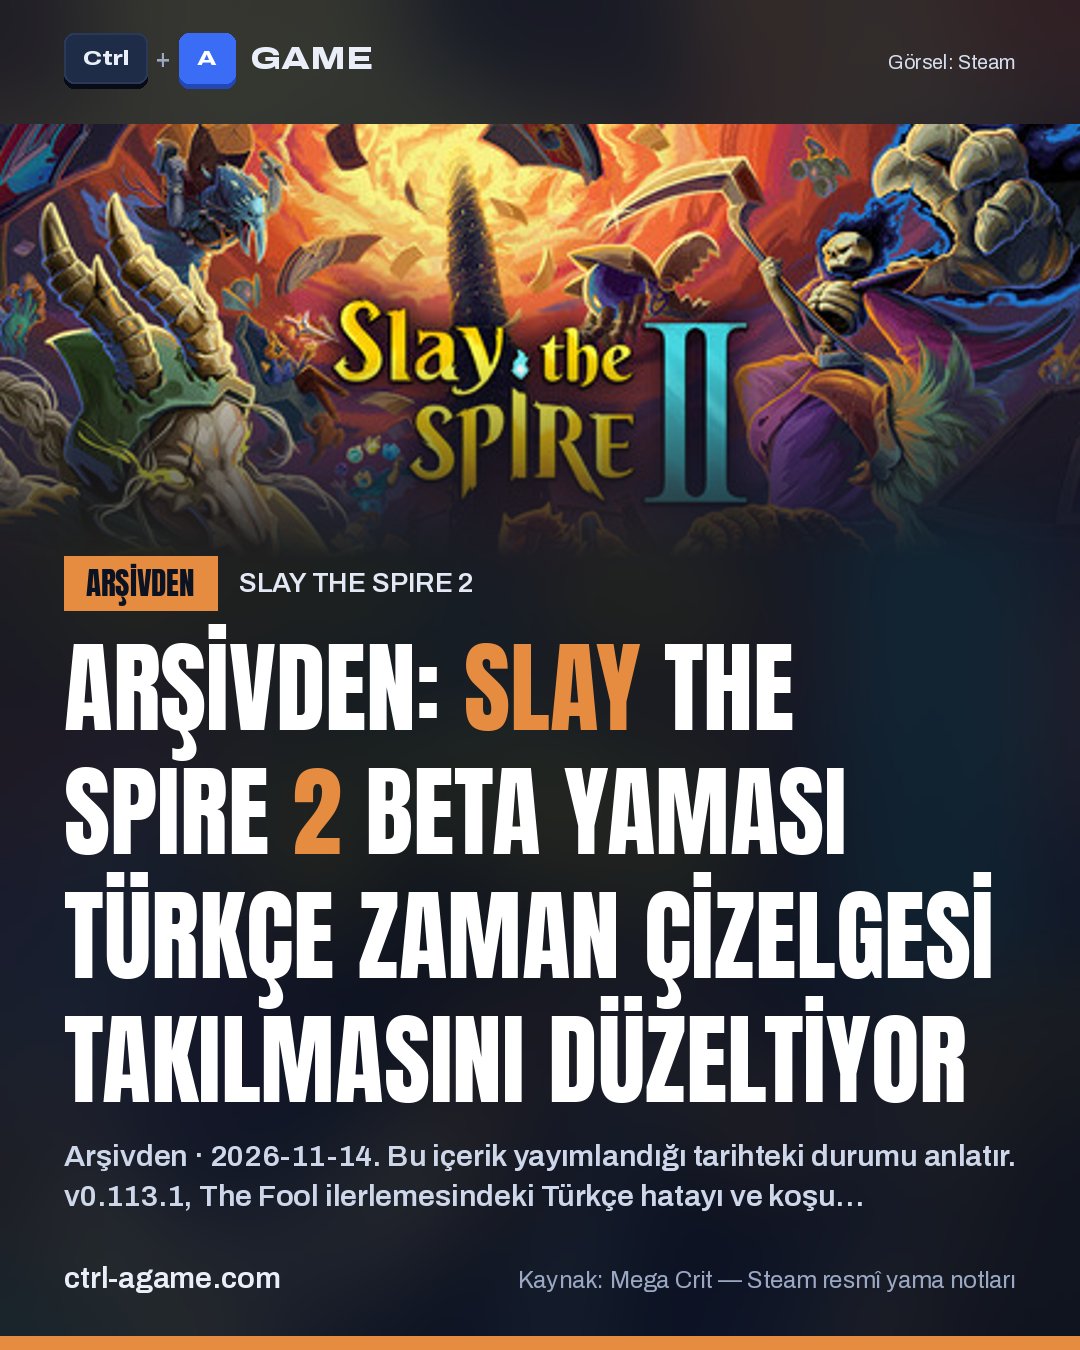 Ctrl + A GAME
Görsel: Steam
Slay the
SPIRE II
ARŞİVDEN
SLAY THE SPIRE 2
ARŞİVDEN: SLAY THE
SPIRE 2 BETA YAMASI
TÜRKÇE ZAMAN ÇİZELGESİ
TAKILMASINI DÜZELTİYOR
Arşivden · 2026-11-14. Bu içerik yayımlandığı tarihteki durumu anlatır.
v0.113.1, The Fool ilerlemesindeki Türkçe hatayı ve koşu…
ctrl-agame.com
Kaynak: Mega Crit — Steam resmî yama notları